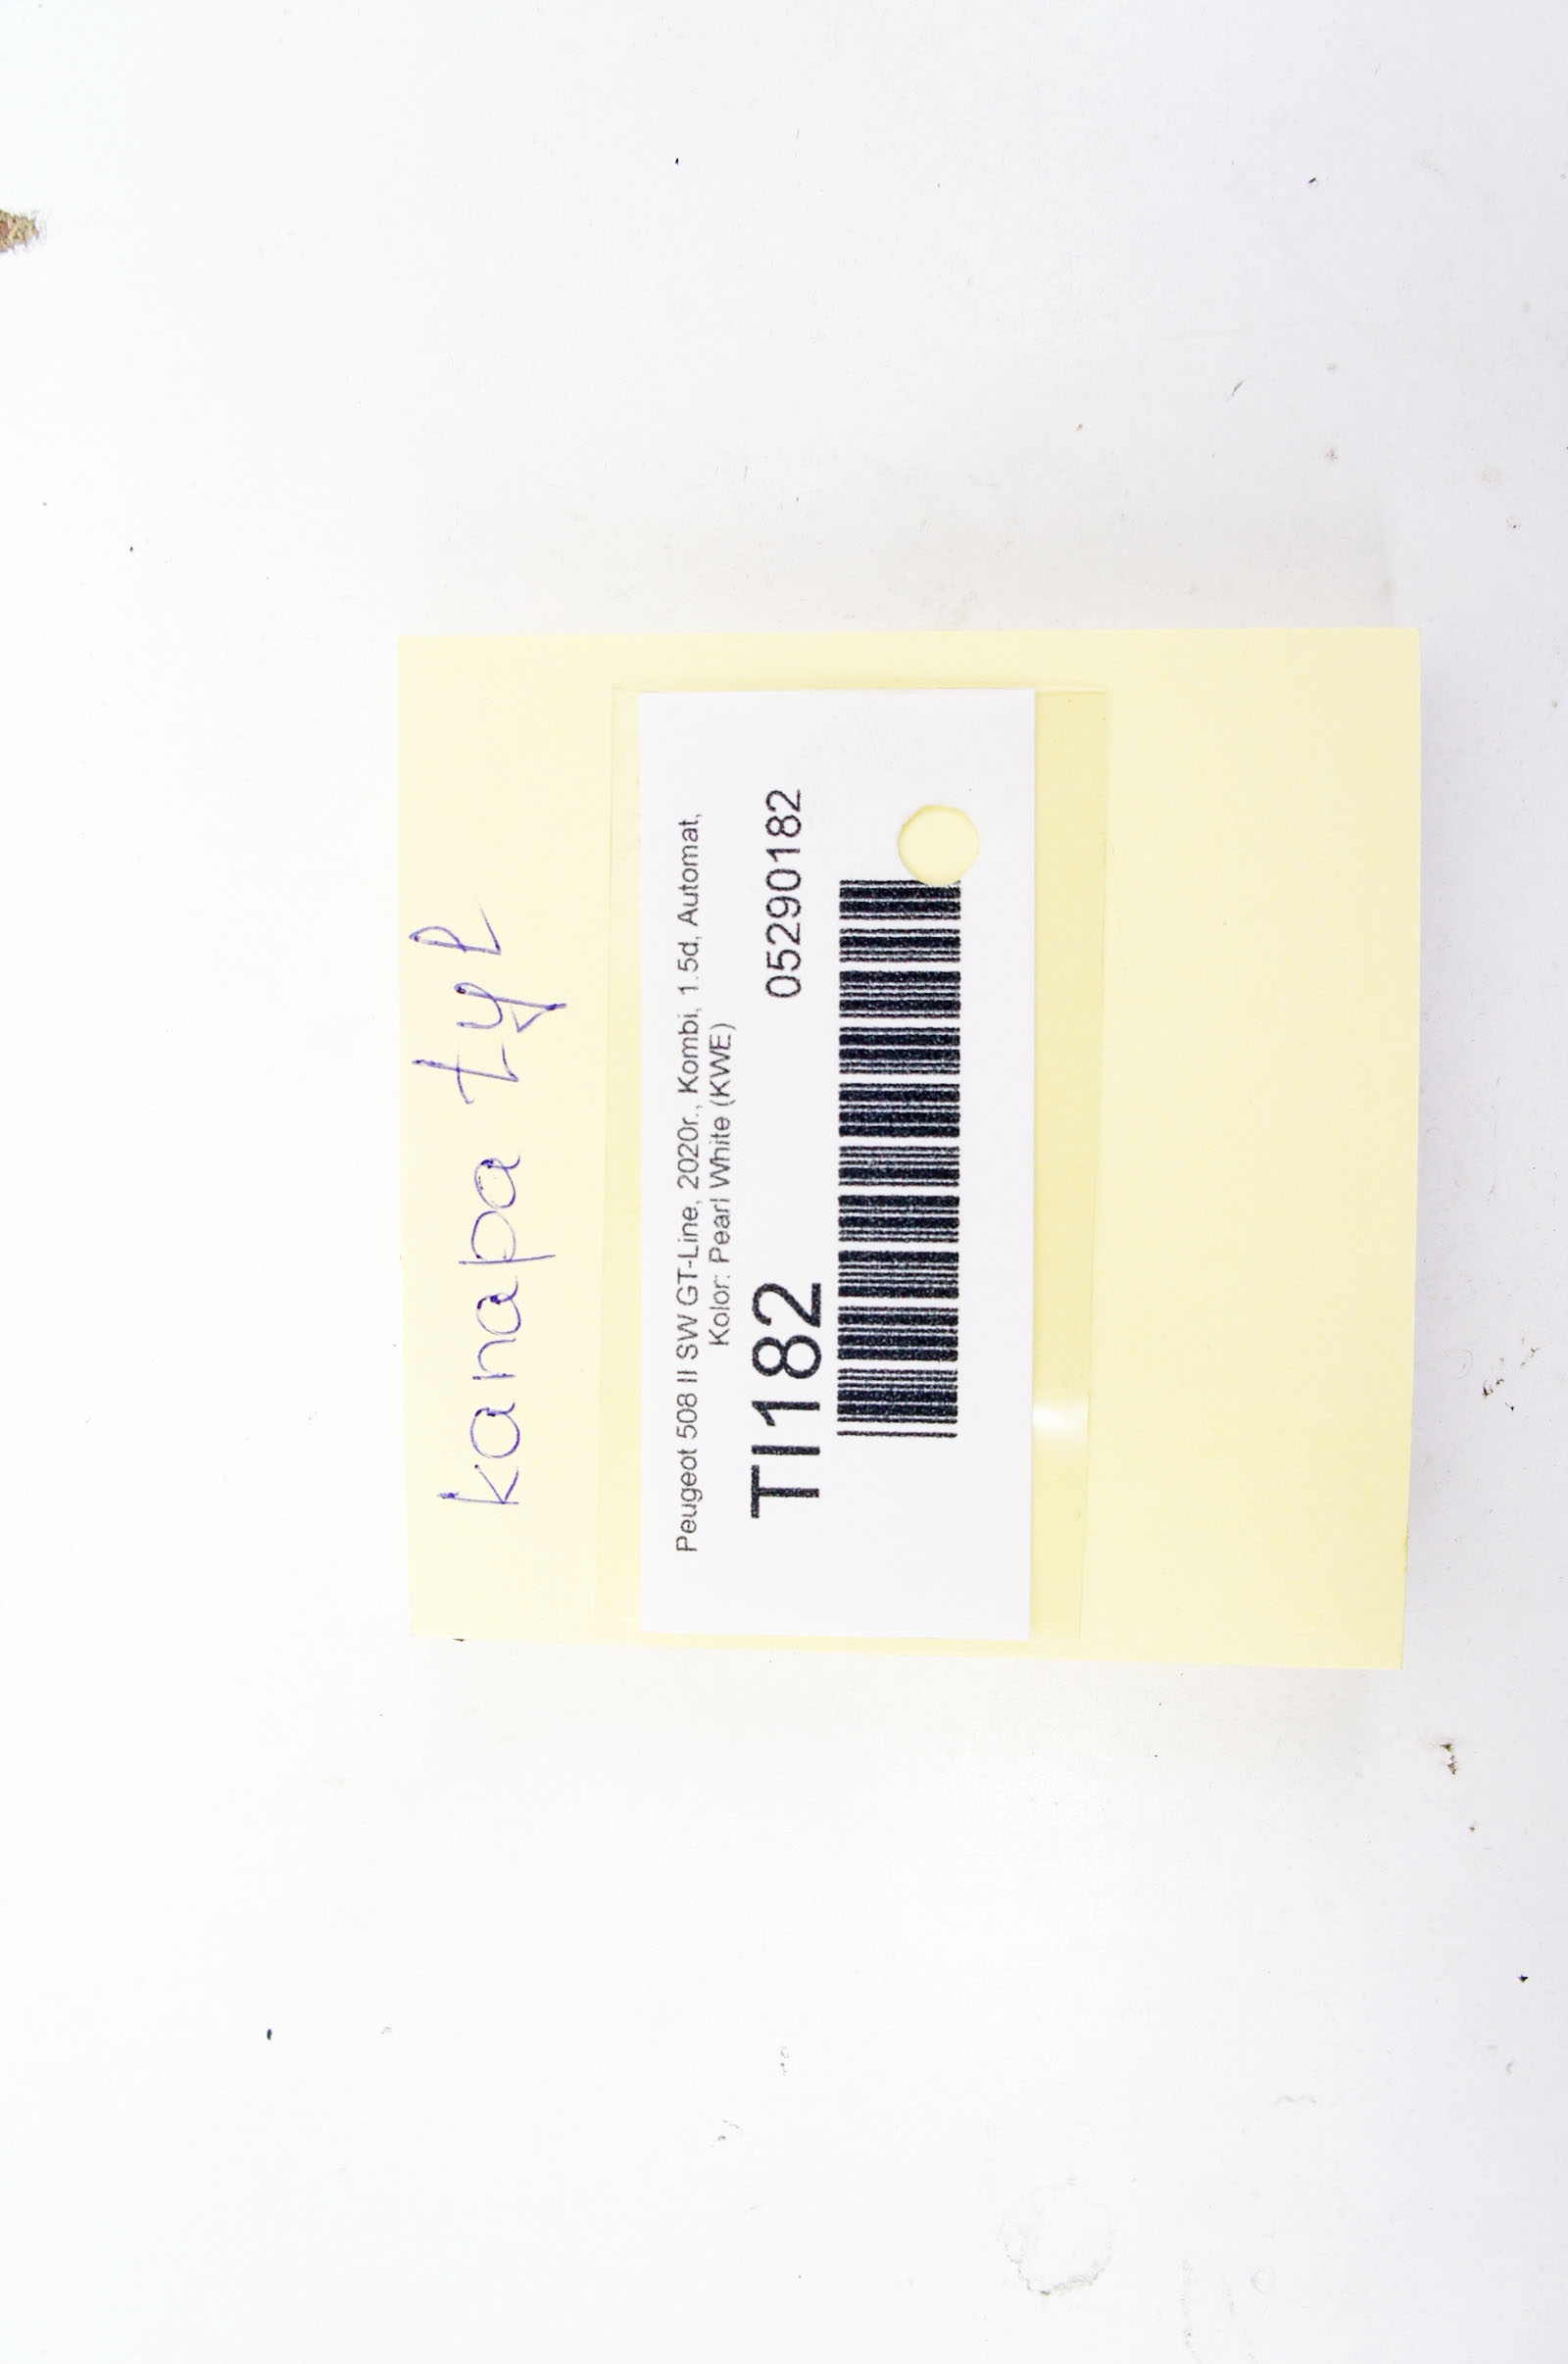 kanapa tył
Peugeot 508 II SW GT-Line, 2020r., Kombi, 1.5d, Automat,
Kolor: Pearl White (KWE)
TI182 05290182